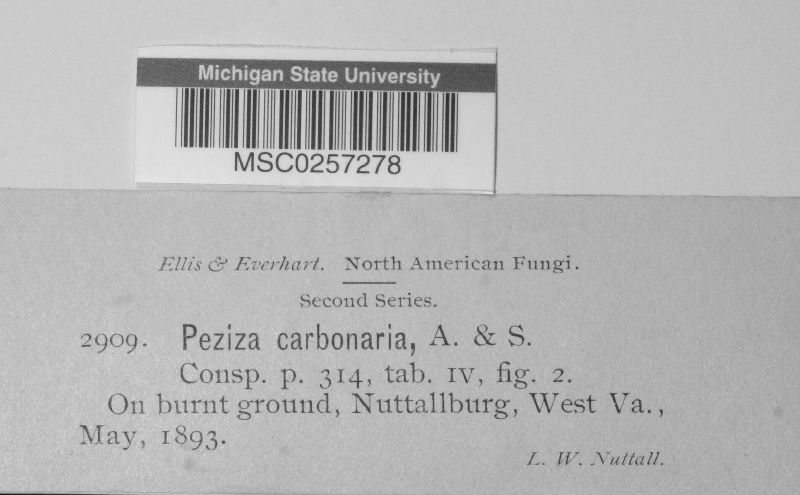 Michigan State University
MSC0257278
Ellis & Everhart. North American Fungi.
Second Series.
2909. Peziza carbonaria, A. & S.
Consp. p. 314, tab. IV, fig. 2.
On burnt ground, Nuttallburg, West Va.,
May, 1893.
L. W. Nuttall.